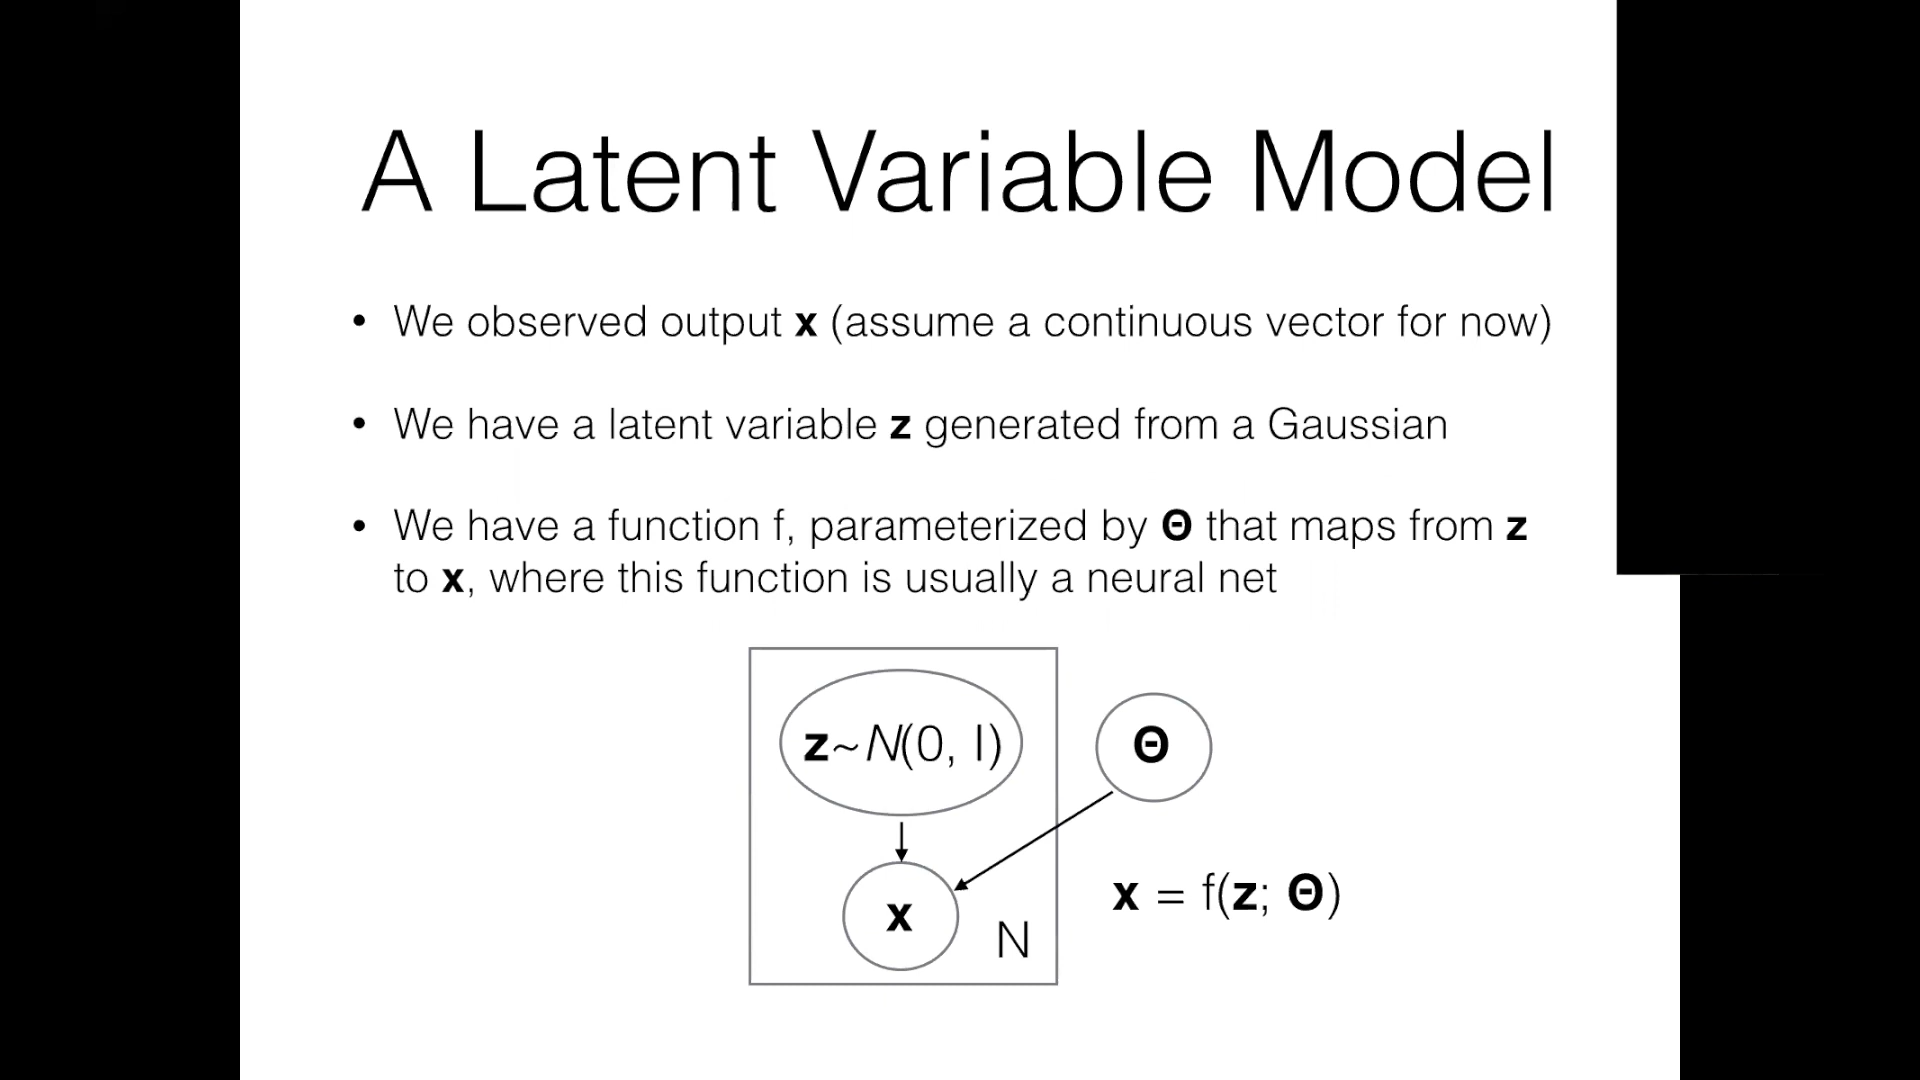 A Latent Variable Model
• We observed output x (assume a continuous vector for now)
• We have a latent variable z generated from a Gaussian
• We have a function f, parameterized by Θ that maps from z
to x, where this function is usually a neural net
z~N(0, I)
Θ
x
N
x = f(z; Θ)